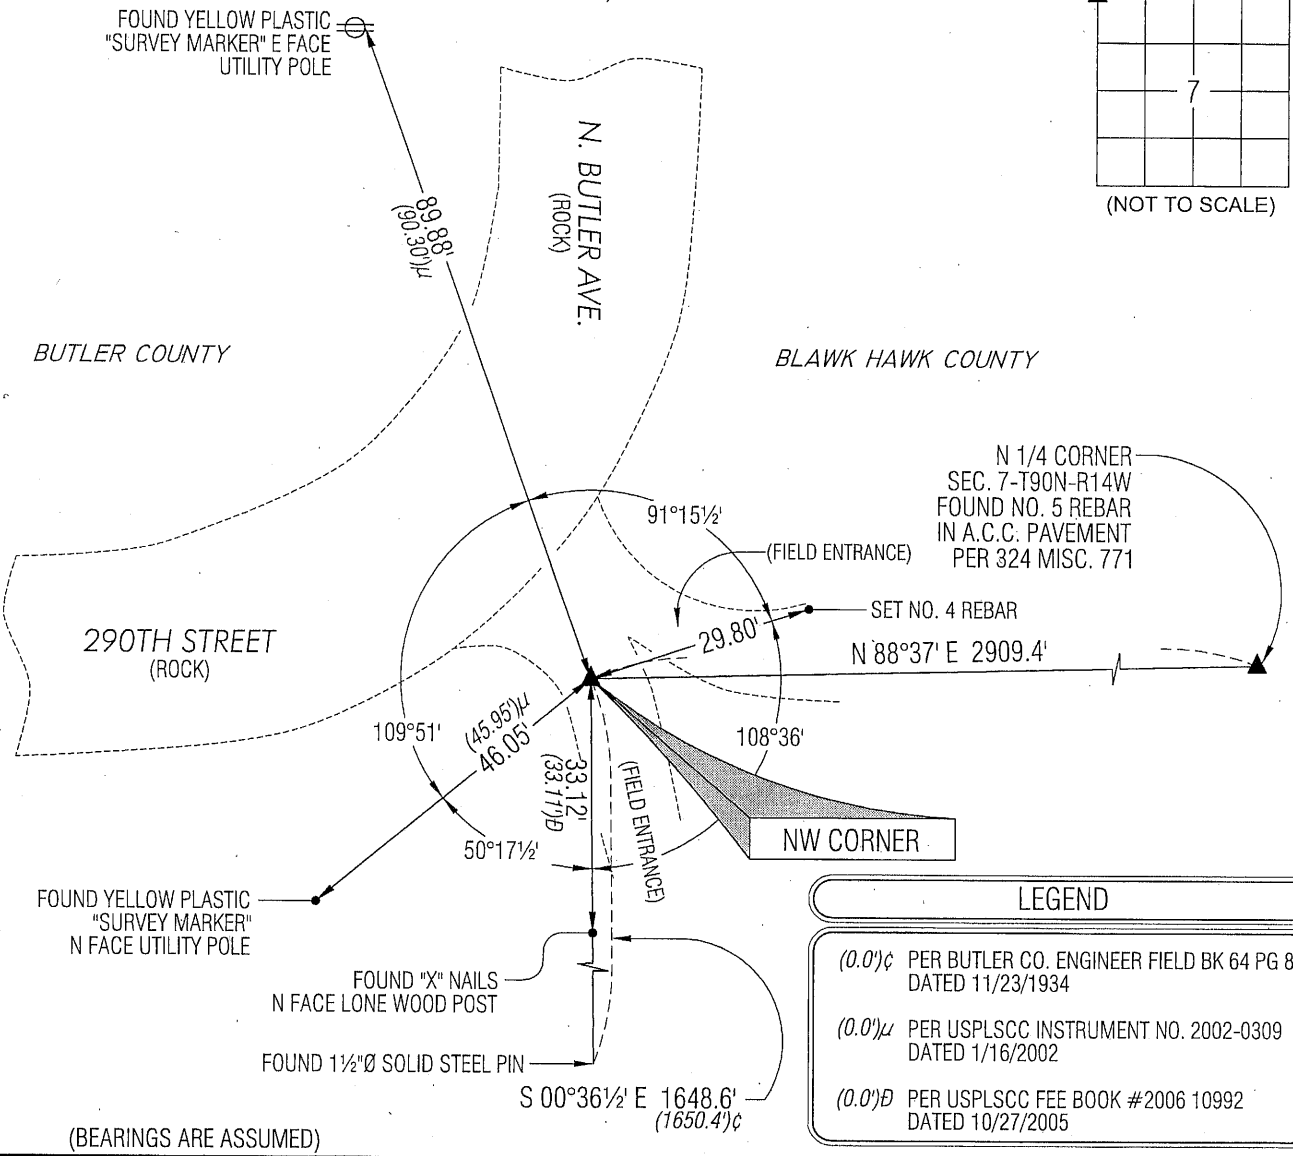 FOUND YELLOW PLASTIC
"SURVEY MARKER" E FACE
UTILITY POLE
7
(NOT TO SCALE)
N. BUTLER AVE.
(ROCK)
89.88'
(90.30')µ
BUTLER COUNTY
BLAWK HAWK COUNTY
N 1/4 CORNER
SEC. 7-T90N-R14W
FOUND NO. 5 REBAR
IN A.C.C. PAVEMENT
PER 324 MISC. 771
91°15½'
(FIELD ENTRANCE)
SET NO. 4 REBAR
29.80'
N 88°37' E 2909.4'
290TH STREET
(ROCK)
109°51'
(45.95')µ
46.05'
33.12'
(33.11')Đ
(FIELD ENTRANCE)
108°36'
NW CORNER
50°17½'
FOUND YELLOW PLASTIC
"SURVEY MARKER"
N FACE UTILITY POLE
FOUND "X" NAILS
N FACE LONE WOOD POST
FOUND 1½"Ø SOLID STEEL PIN
S 00°36½' E 1648.6'
(1650.4')¢
(BEARINGS ARE ASSUMED)
LEGEND
(0.0')¢ PER BUTLER CO. ENGINEER FIELD BK 64 PG 8
DATED 11/23/1934
(0.0')µ PER USPLSCC INSTRUMENT NO. 2002-0309
DATED 1/16/2002
(0.0')Đ PER USPLSCC FEE BOOK #2006 10992
DATED 10/27/2005